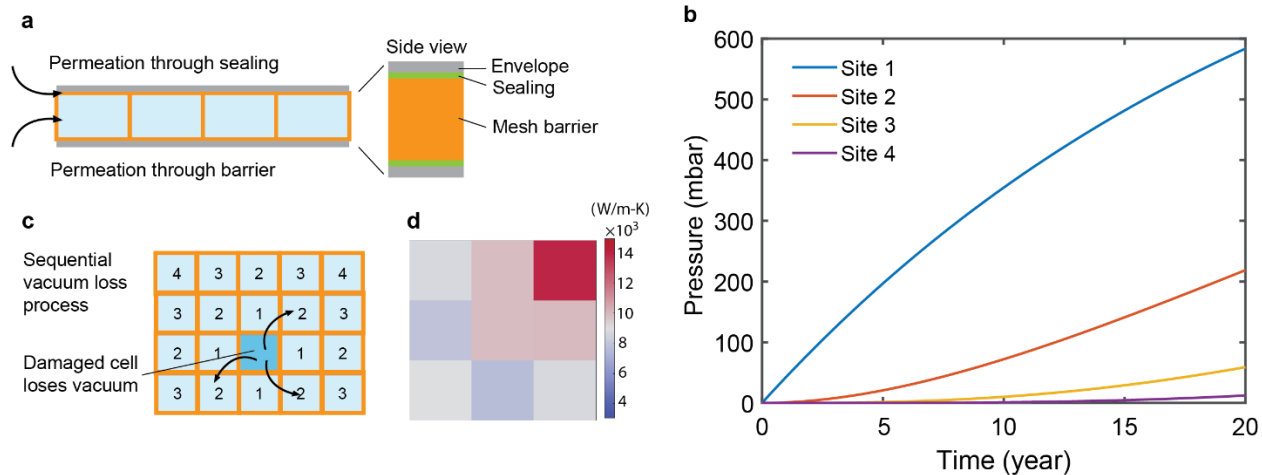 a
Permeation through sealing
Permeation through barrier
Side view
Envelope
Sealing
Mesh barrier
b
600
500
400
300
200
100
0
Pressure (mbar)
Site 1
Site 2
Site 3
Site 4
0 5 10 15 20
Time (year)
c
Sequential
vacuum loss
process
Damaged cell
loses vacuum
4 3 2 3 4
3 2 1 2 3
2 1 1 2
3 2 1 2 3
d
(W/m-K)
×10³
14
12
10
8
6
4